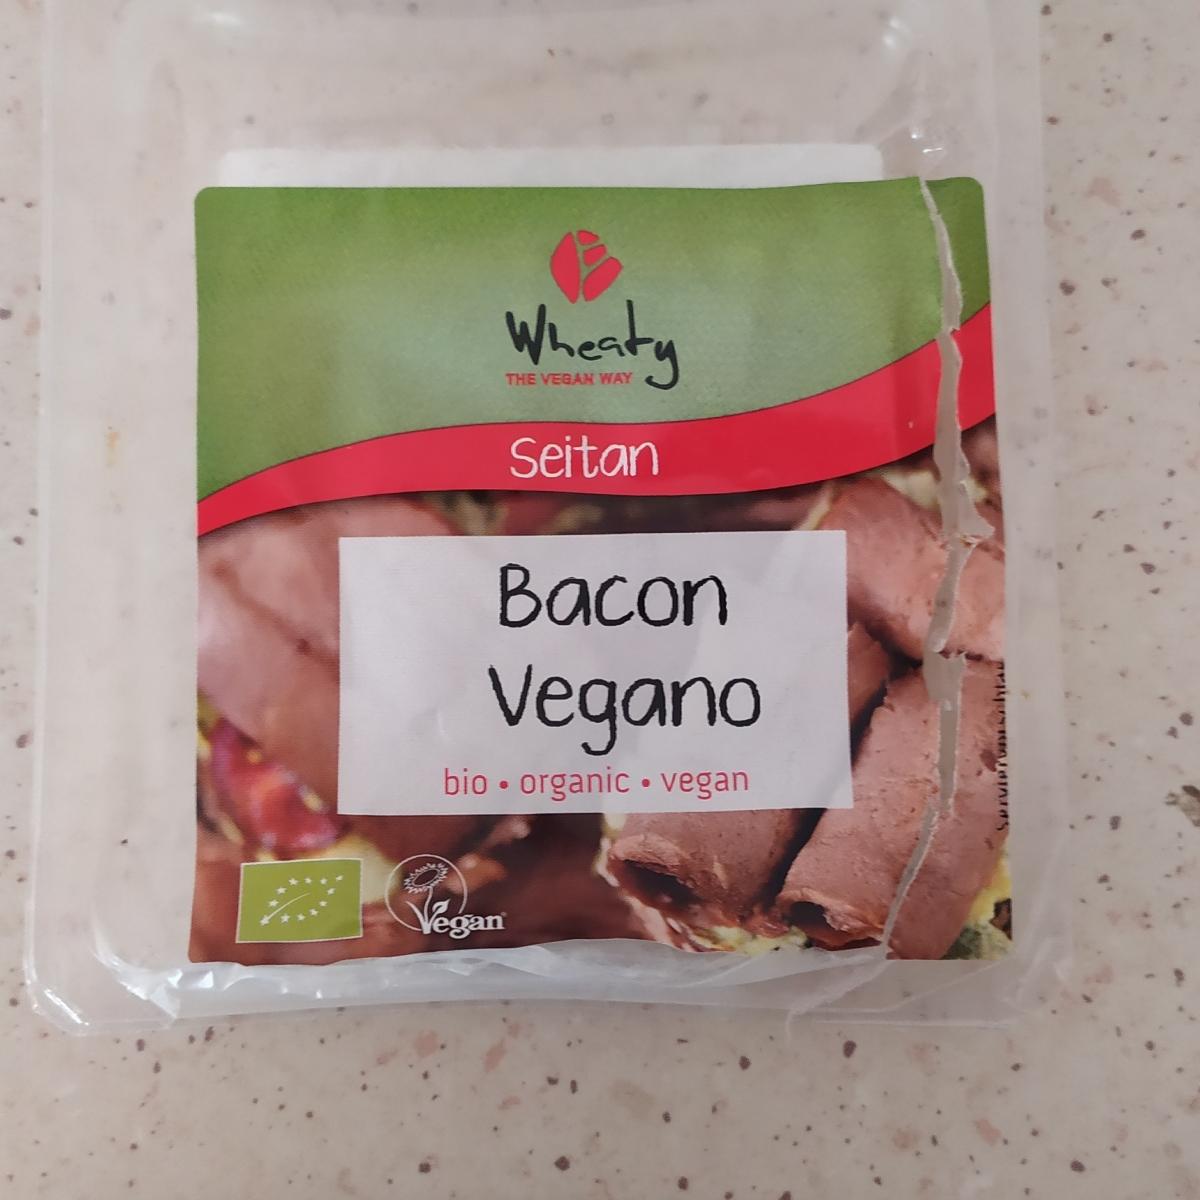 Wheaty
THE VEGAN WAY
Seitan
Bacon
Vegano
bio • organic • vegan
Vegan